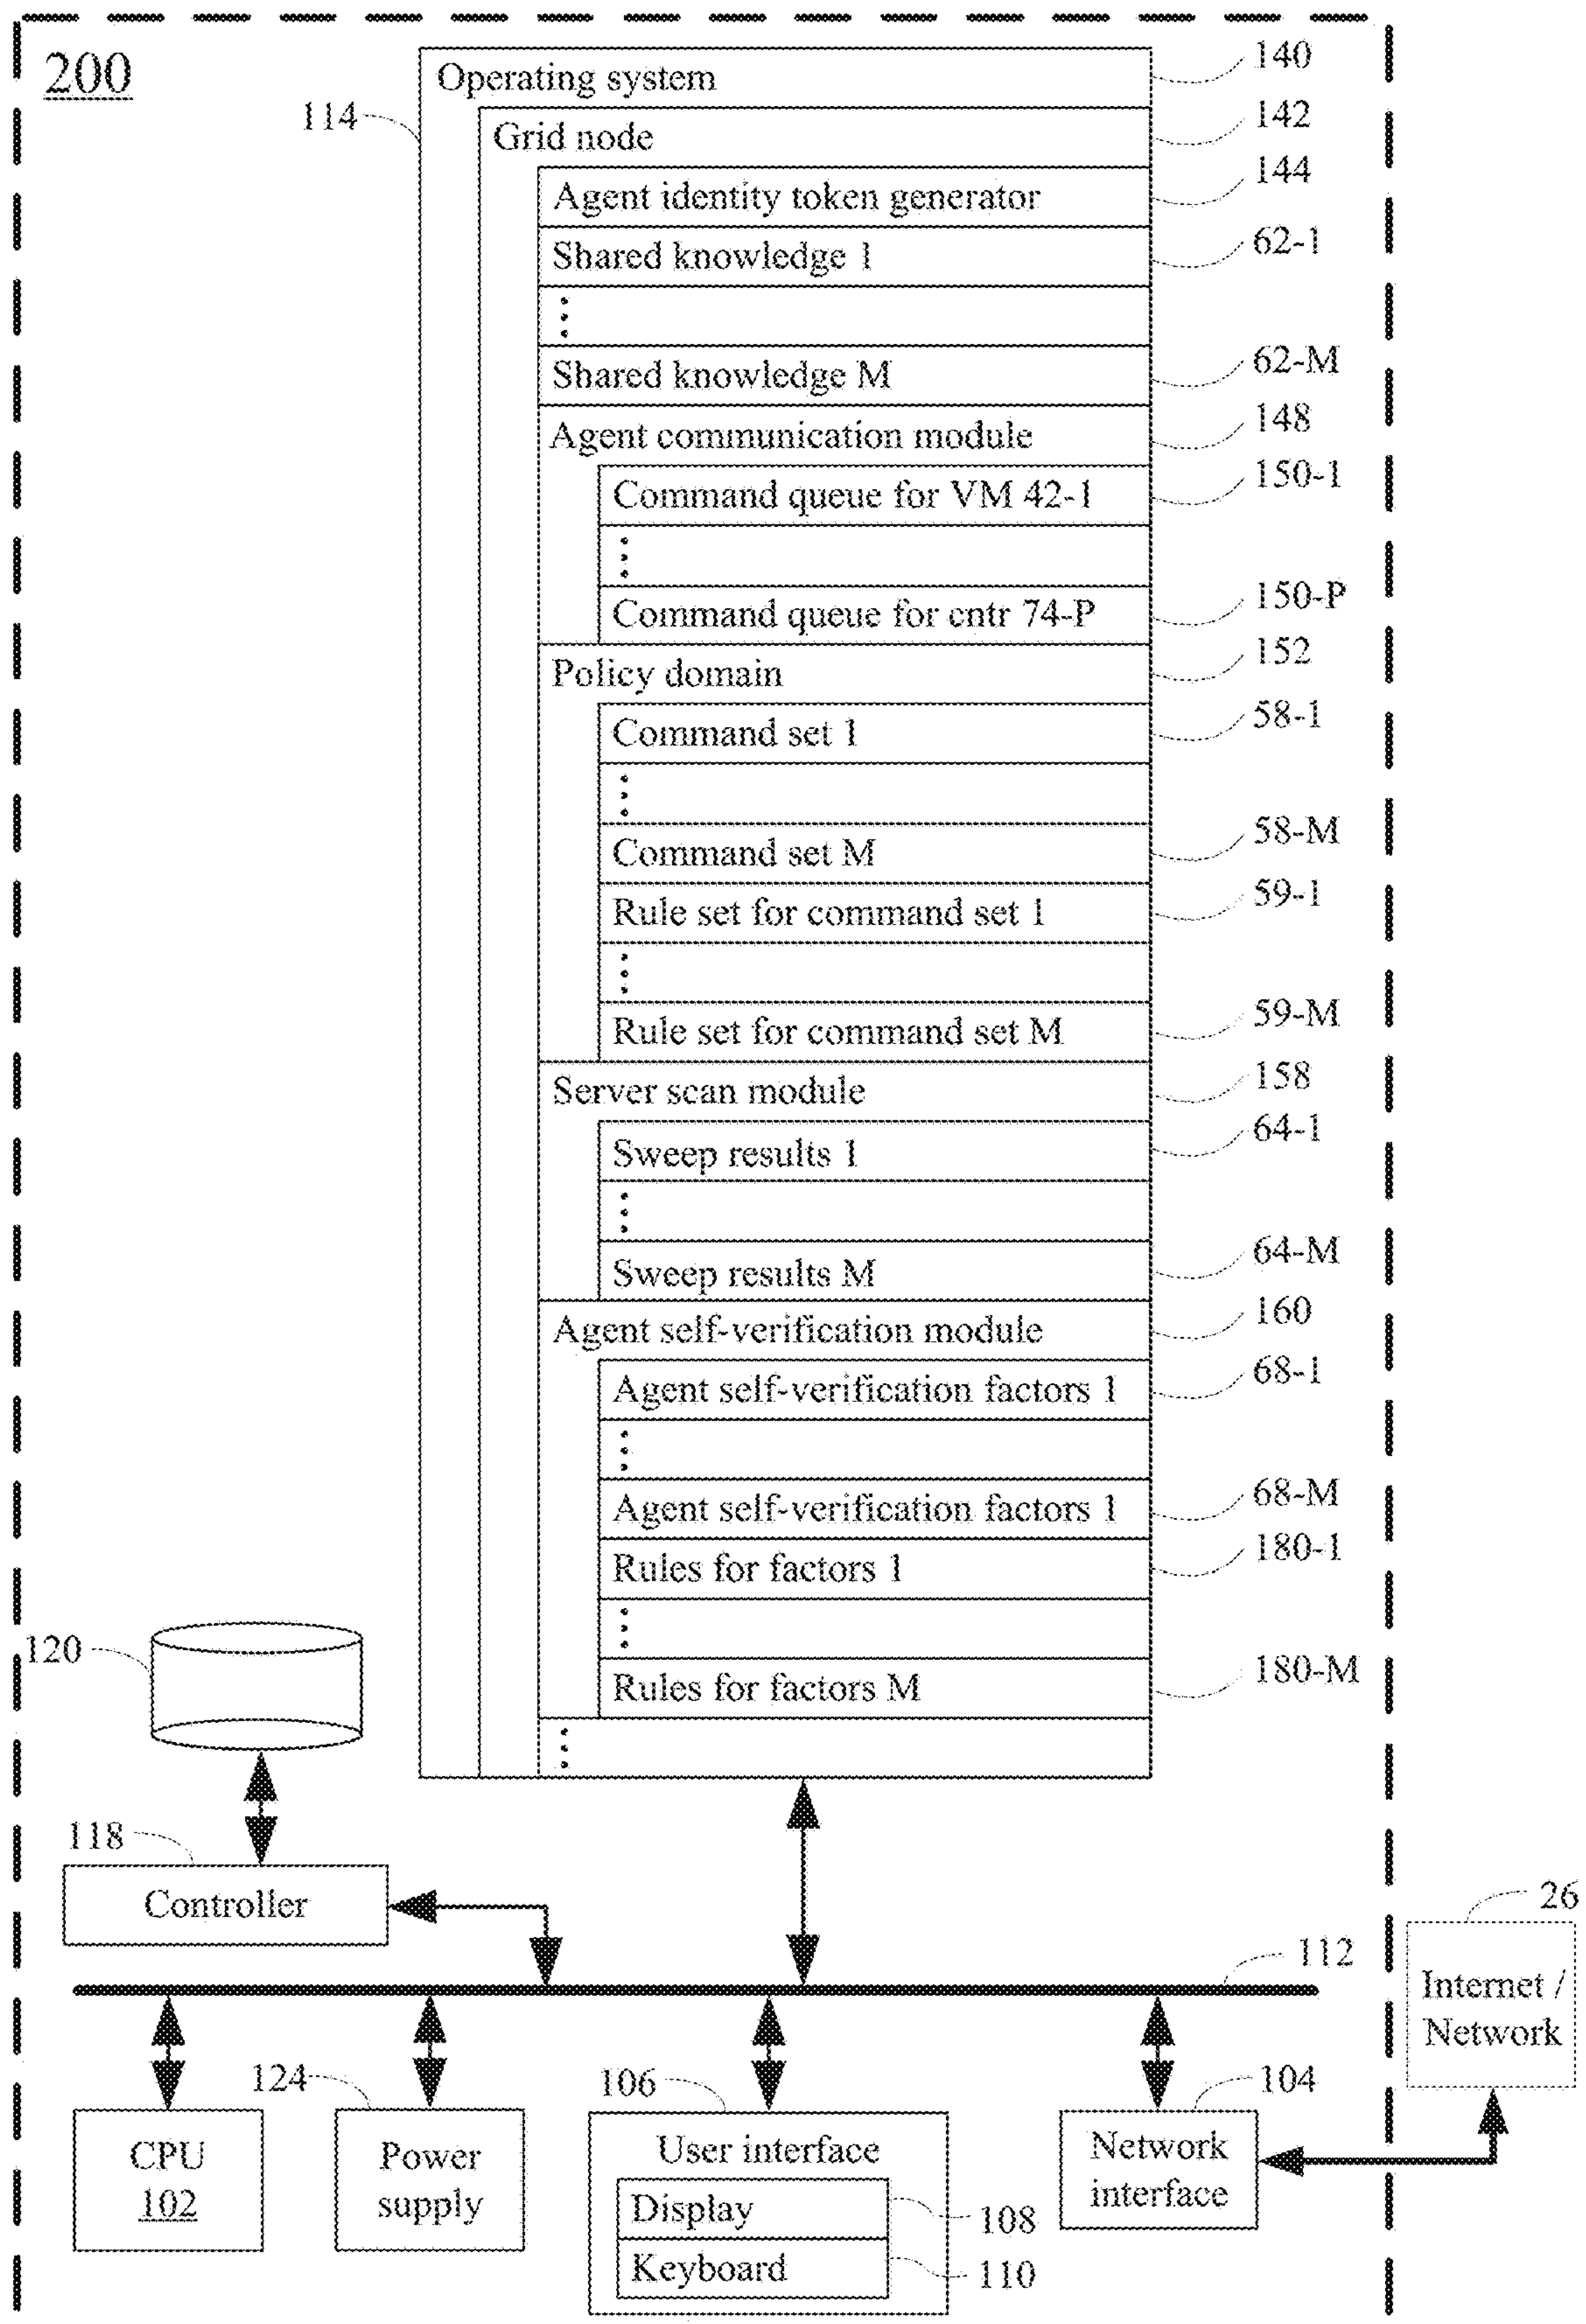 200
Operating system
140
114
Grid node
142
Agent identity token generator
144
Shared knowledge 1
62-1
Shared knowledge M
62-M
Agent communication module
148
Command queue for VM 42-1
150-1
Command queue for cntr 74-P
150-P
Policy domain
152
Command set 1
58-1
Command set M
58-M
Rule set for command set 1
59-1
Rule set for command set M
59-M
Server scan module
158
Sweep results 1
64-1
Sweep results M
64-M
Agent self-verification module
160
Agent self-verification factors 1
68-1
Agent self-verification factors 1
68-M
Rules for factors 1
180-1
Rules for factors M
180-M
120
118
Controller
26
112
Internet /
Network
124
106
104
CPU
102
Power
supply
User interface
Display
108
Keyboard
110
Network
interface